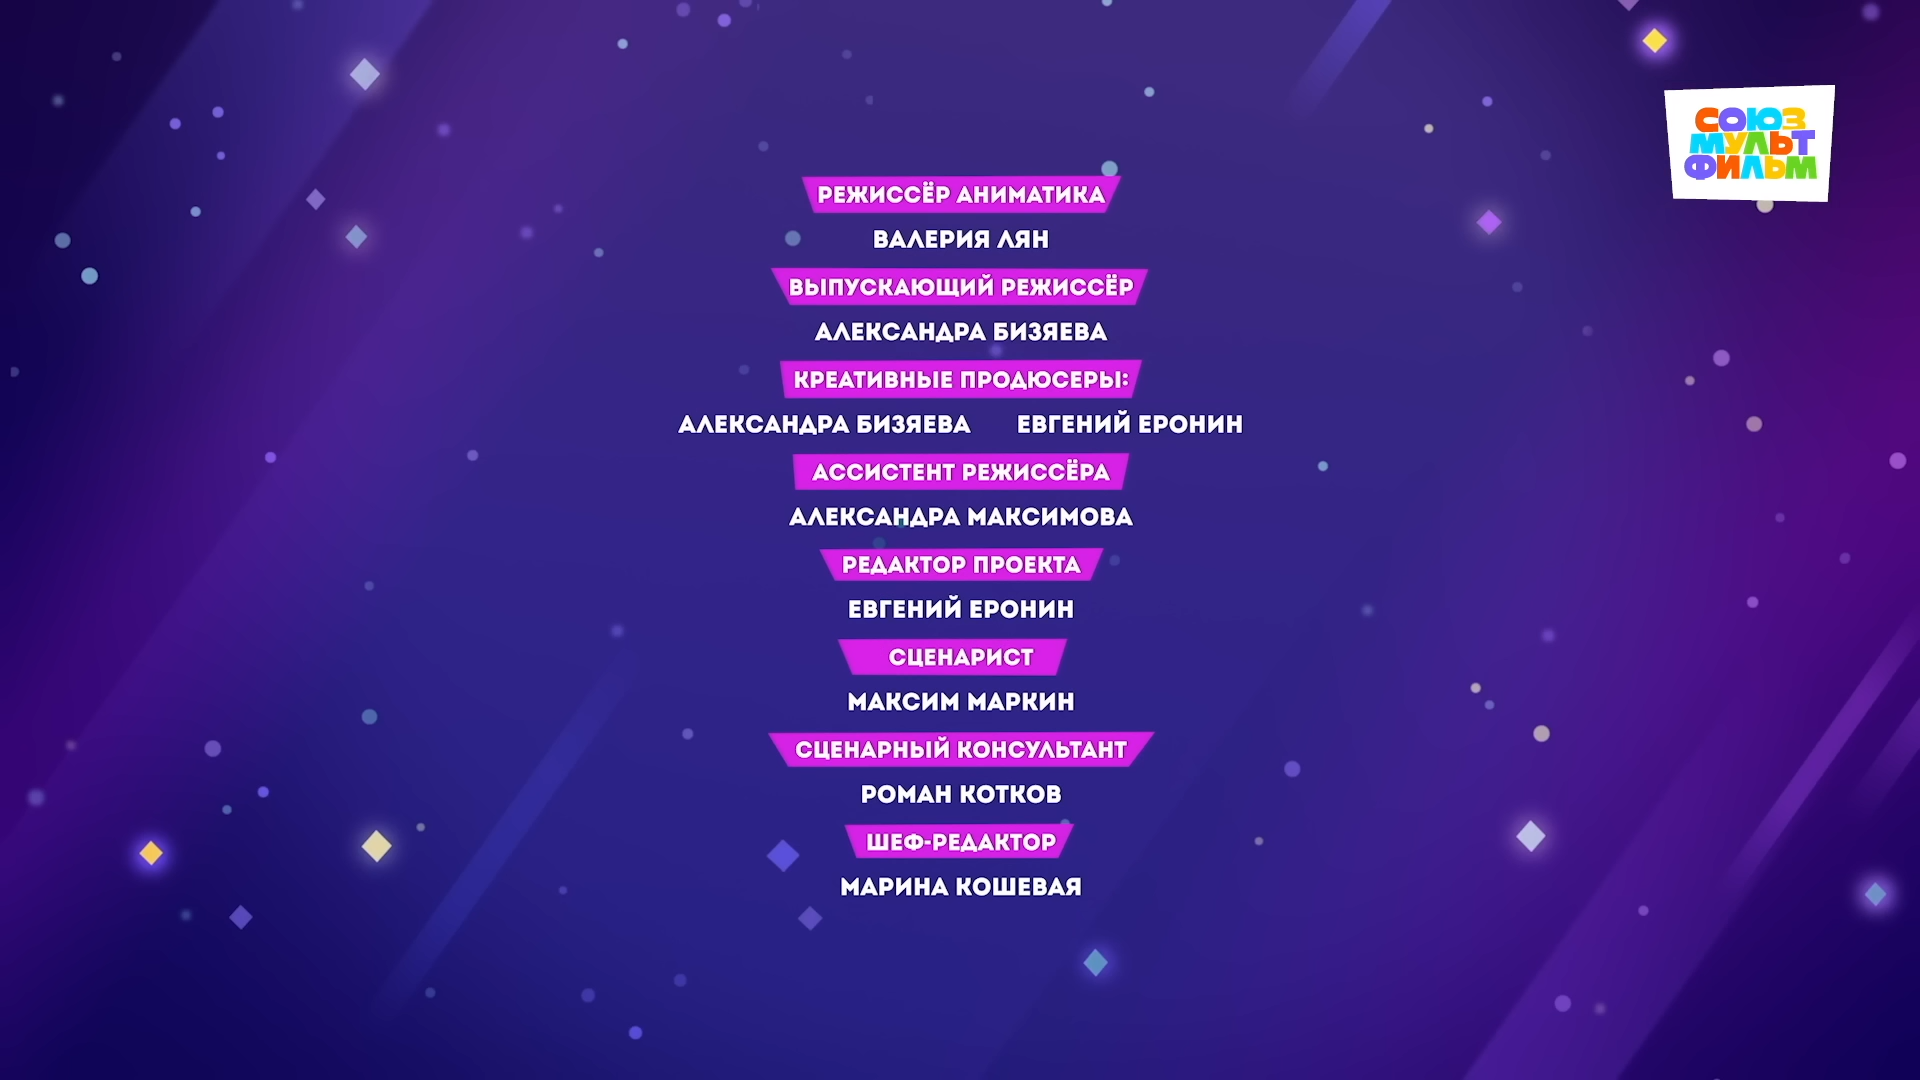 СОЮЗ
МУЛЬТ
ФИЛЬМ
РЕЖИССЁР АНИМАТИКА
ВАЛЕРИЯ ЛЯН
ВЫПУСКАЮЩИЙ РЕЖИССЁР
АЛЕКСАНДРА БИЗЯЕВА
КРЕАТИВНЫЕ ПРОДЮСЕРЫ:
АЛЕКСАНДРА БИЗЯЕВА ЕВГЕНИЙ ЕРОНИН
АССИСТЕНТ РЕЖИССЁРА
АЛЕКСАНДРА МАКСИМОВА
РЕДАКТОР ПРОЕКТА
ЕВГЕНИЙ ЕРОНИН
СЦЕНАРИСТ
МАКСИМ МАРКИН
СЦЕНАРНЫЙ КОНСУЛЬТАНТ
РОМАН КОТКОВ
ШЕФ-РЕДАКТОР
МАРИНА КОШЕВАЯ